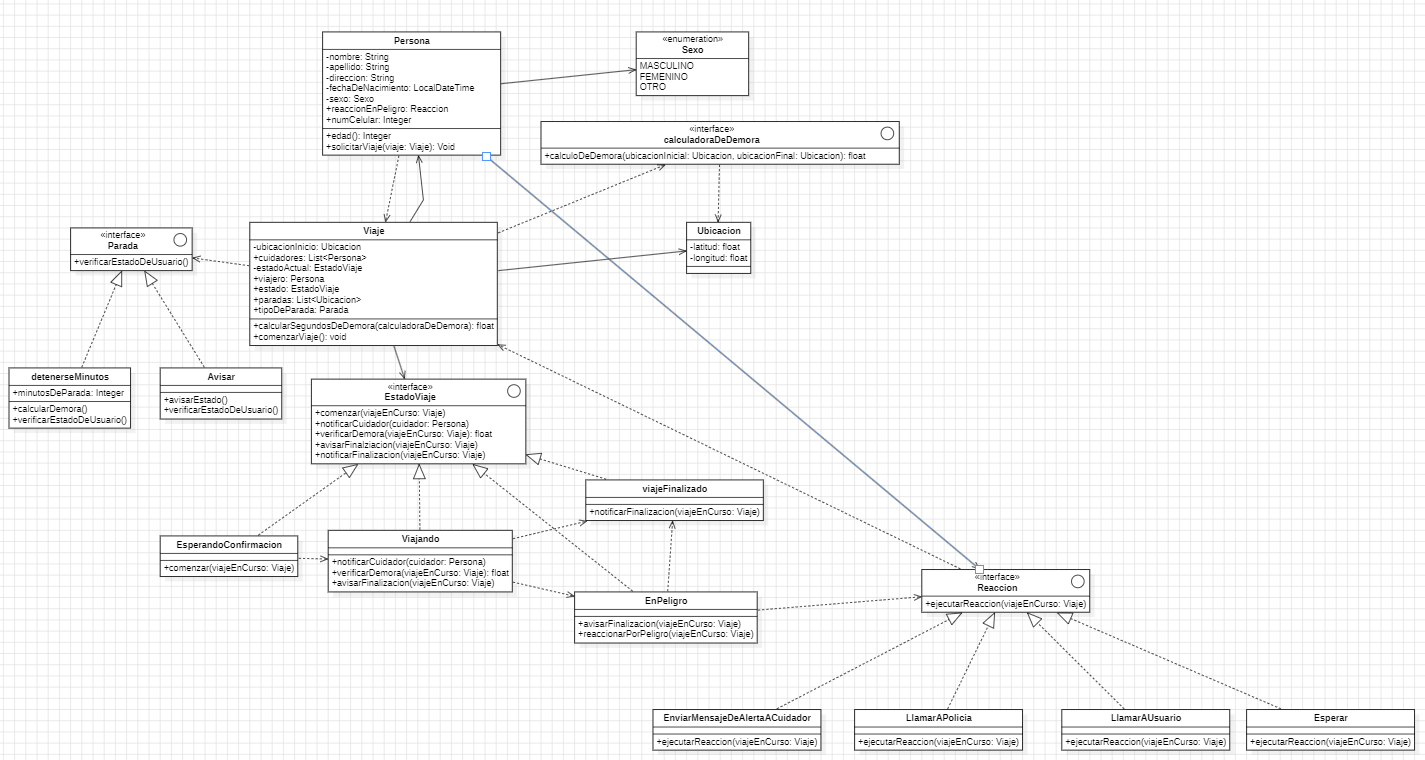 Persona
-nombre: String
-apellido: String
-direccion: String
-fechaDeNacimiento: LocalDateTime
-sexo: Sexo
+reaccionEnPeligro: Reaccion
+numCelular: Integer
+edad(): Integer
+solicitarViaje(viaje: Viaje): Void
«enumeration»
Sexo
MASCULINO
FEMENINO
OTRO
«interface»
calculadoraDeDemora
+calculoDeDemora(ubicacionInicial: Ubicacion, ubicacionFinal: Ubicacion): float
«interface»
Parada
+verificarEstadoDeUsuario()
Viaje
-ubicacionInicio: Ubicacion
+cuidadores: List<Persona>
-estadoActual: EstadoViaje
+viajero: Persona
+estado: EstadoViaje
+paradas: List<Ubicacion>
+tipoDeParada: Parada
+calcularSegundosDeDemora(calculadoraDeDemora): float
+comenzarViaje(): void
Ubicacion
-latitud: float
-longitud: float
detenerseMinutos
+minutosDeParada: Integer
+calcularDemora()
+verificarEstadoDeUsuario()
Avisar
+avisarEstado()
+verificarEstadoDeUsuario()
«interface»
EstadoViaje
+comenzar(viajeEnCurso: Viaje)
+notificarCuidador(cuidador: Persona)
+verificarDemora(viajeEnCurso: Viaje): float
+avisarFinalziacion(viajeEnCurso: Viaje)
+notificarFinalizacion(viajeEnCurso: Viaje)
viajeFinalizado
+notificarFinalizacion(viajeEnCurso: Viaje)
EsperandoConfirmacion
+comenzar(viajeEnCurso: Viaje)
Viajando
+notificarCuidador(cuidador: Persona)
+verificarDemora(viajeEnCurso: Viaje): float
+avisarFinalizacion(viajeEnCurso: Viaje)
EnPeligro
+avisarFinalizacion(viajeEnCurso: Viaje)
+reaccionarPorPeligro(viajeEnCurso: Viaje)
«interface»
Reaccion
+ejecutarReaccion(viajeEnCurso: Viaje)
EnviarMensajeDeAlertaACuidador
+ejecutarReaccion(viajeEnCurso: Viaje)
LlamarAPolicia
+ejecutarReaccion(viajeEnCurso: Viaje)
LlamarAUsuario
+ejecutarReaccion(viajeEnCurso: Viaje)
Esperar
+ejecutarReaccion(viajeEnCurso: Viaje)